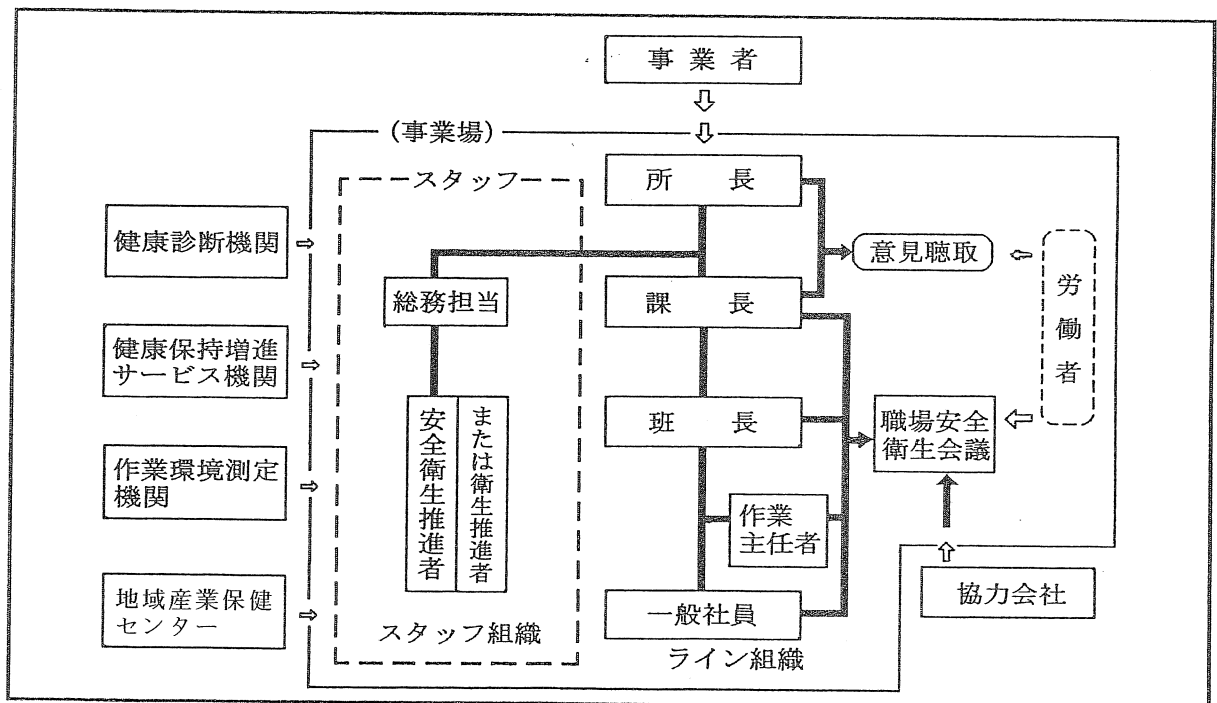 事業者
(事業場)
スタッフ
所長
健康診断機関
意見聴取
労働者
総務担当
課長
健康保持増進
サービス機関
安全衛生推進者
または衛生推進者
班長
職場安全
衛生会議
作業環境測定
機関
作業
主任者
地域産業保健
センター
スタッフ組織
一般社員
ライン組織
協力会社